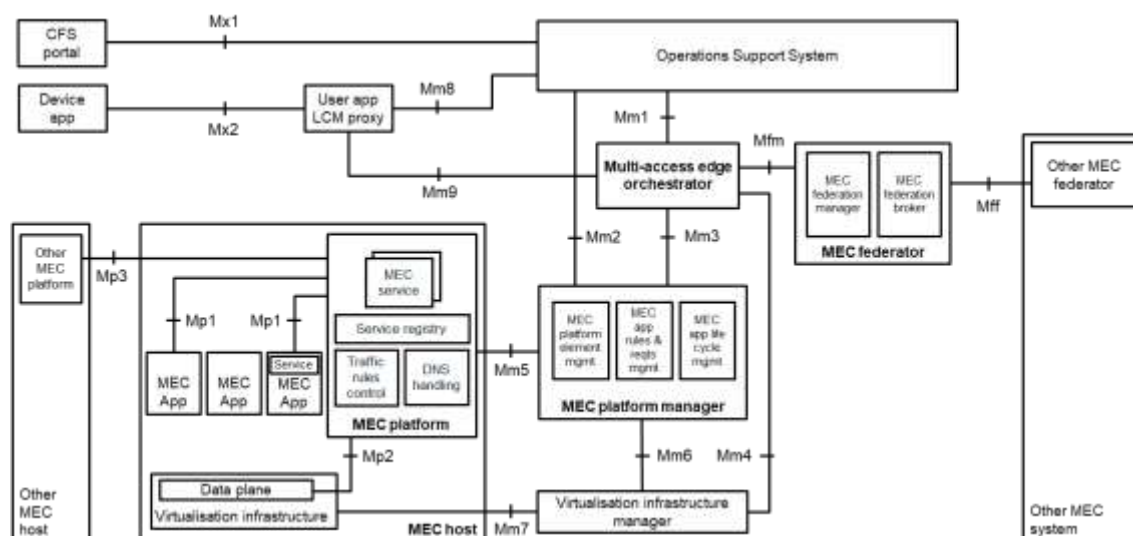 Mx1
CFS
portal
Operations Support System
Device
app
Mx2
User app
LCM proxy
Mm8
Mm1
Mfm
Mm9
Multi-access edge
orchestrator
MEC
federation
manager
MEC
federation
broker
MEC federator
Mff
Other MEC
federator
Mm2
Mm3
Other
MEC
platform
Mp3
MEC
service
Mp1
Mp1
Service registry
MEC
App
MEC
App
Service
MEC
App
Traffic
rules
control
DNS
handling
MEC platform
Mm5
MEC
platform
element
mgmt
MEC
app
rules &
reqts
mgmt
MEC
app life
cycle
mgmt
MEC platform manager
Mp2
Mm6
Mm4
Data plane
Virtualisation infrastructure
MEC host
Mm7
Virtualisation infrastructure
manager
Other
MEC
host
Other MEC
system